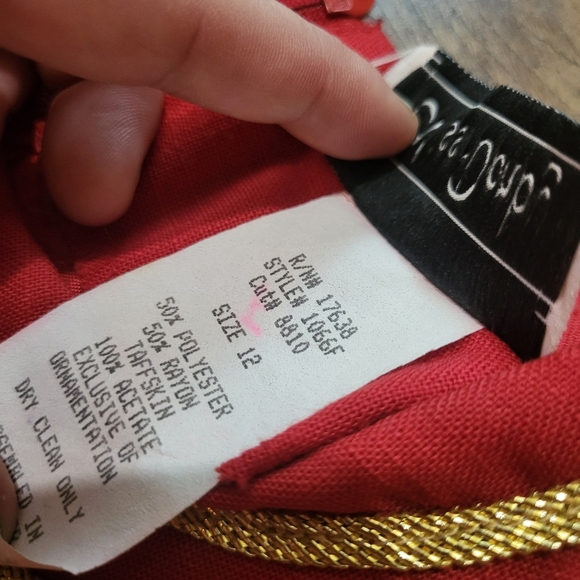 R/N# 17638
STYLE# 1066F
Cut# 8810
SIZE 12
50% POLYESTER
50% RAYON
TAFFSKIN
100% ACETATE
EXCLUSIVE OF
ORNAMENTATION
DRY CLEAN ONLY
IN